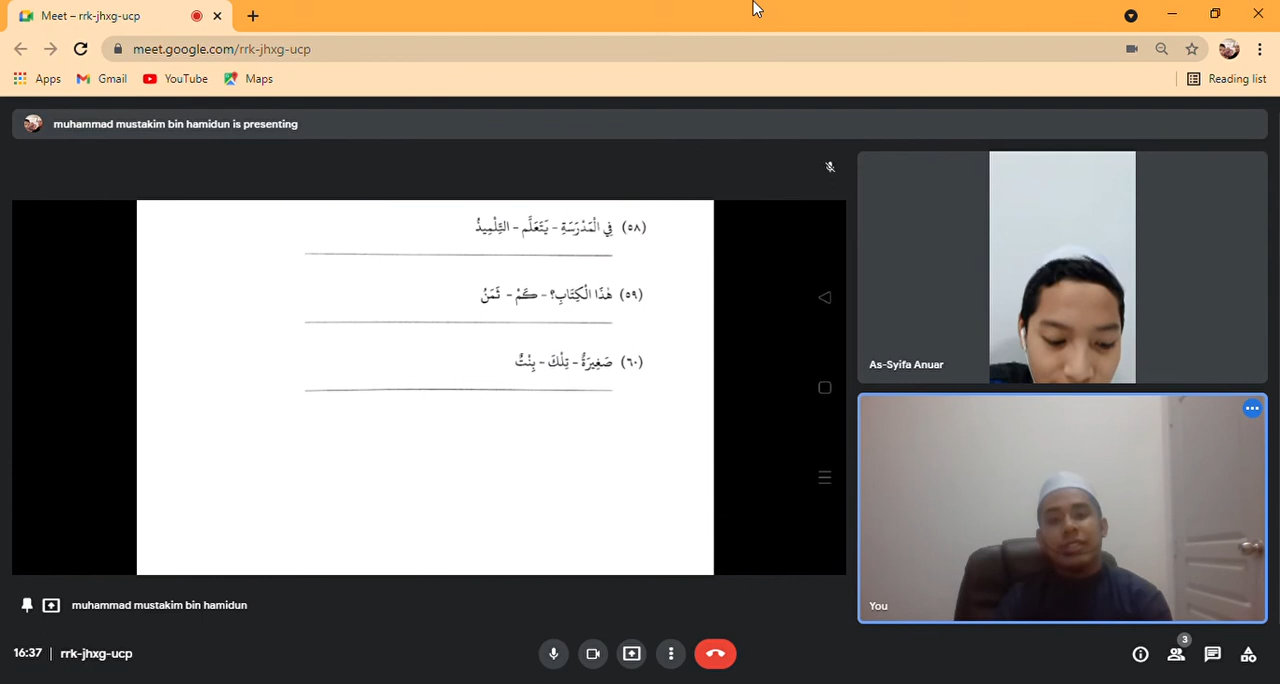 Meet – rrk-jhxg-ucp
meet.google.com/rrk-jhxg-ucp
Apps
Gmail
YouTube
Maps
Reading list
muhammad mustakim bin hamidun is presenting
(٥٨) فِي الْمَدْرَسَةِ - يَتَعَلَّم - التِّلْمِيذُ
(٥٩) هٰذَا الْكِتَابِ؟ - كَمْ - ثَمَنُ
(٦٠) صَغِيرَةٌ - تِلْكَ - بِنْتٌ
As-Syifa Anuar
You
muhammad mustakim bin hamidun
16:37 | rrk-jhxg-ucp
3